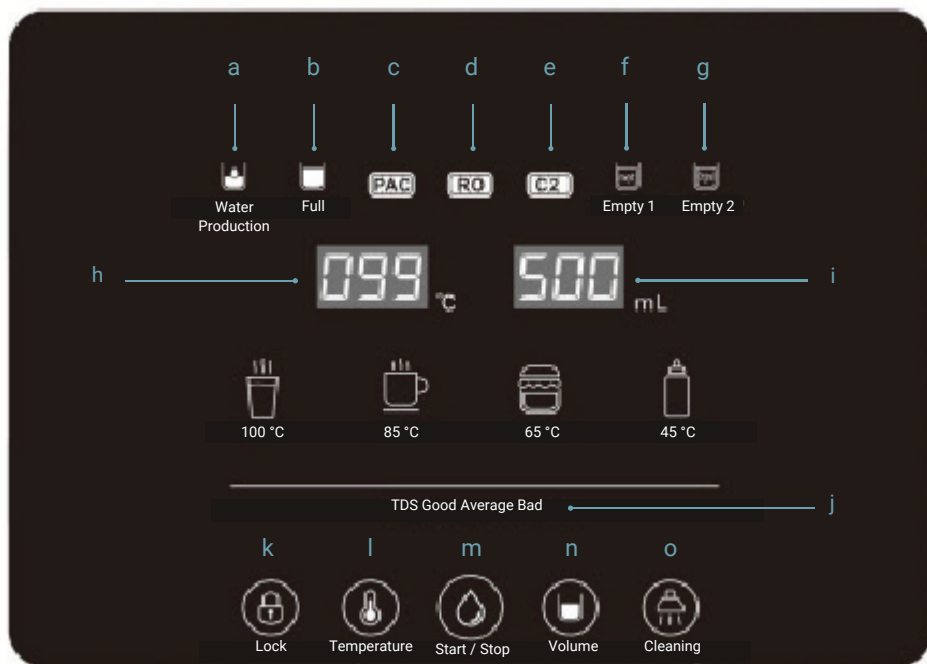 a b c d e f g
PAC RO C2
Water Production Full Empty 1 Empty 2
h 099 °C 500 mL i
100 °C 85 °C 65 °C 45 °C
TDS Good Average Bad j
k l m n o
Lock Temperature Start / Stop Volume Cleaning